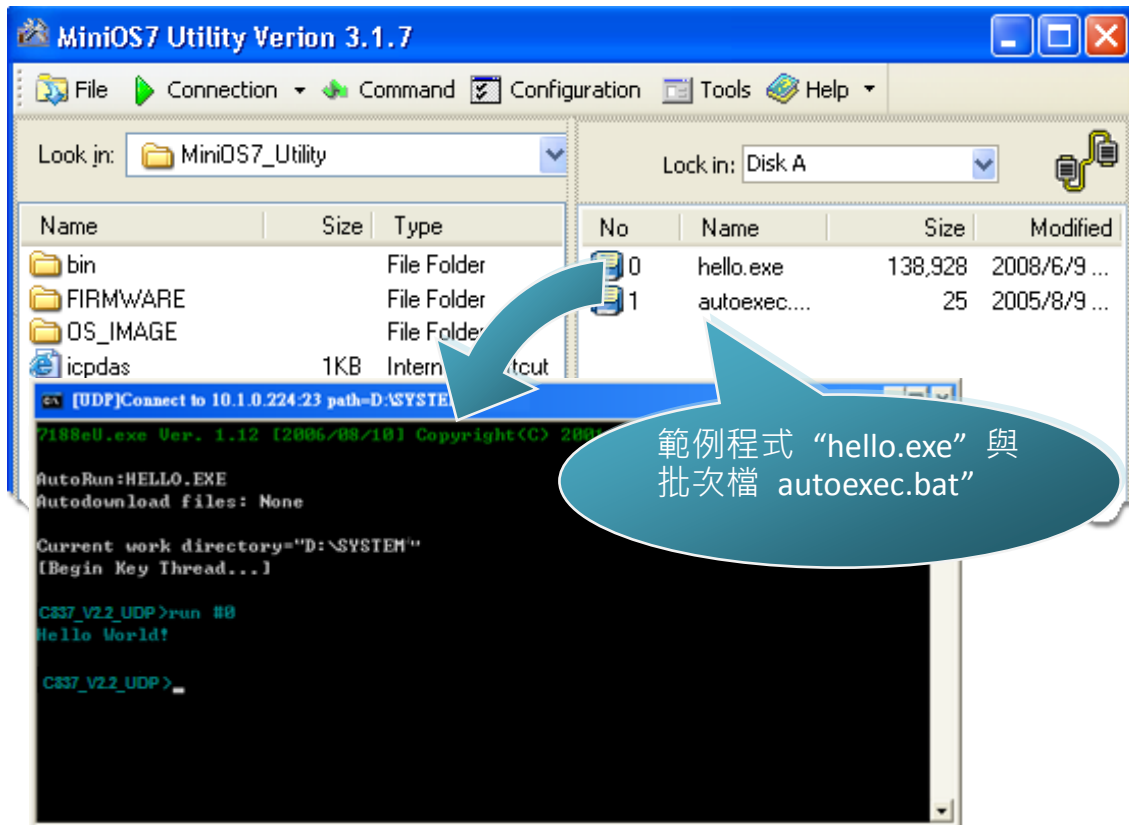 MiniOS7 Utility Verion 3.1.7
File Connection Command Configuration Tools Help
Look in: MiniOS7_Utility
Lock in: Disk A
Name Size Type
bin File Folder
FIRMWARE File Folder
OS_IMAGE File Folder
icpdas 1KB
No Name Size Modified
0 hello.exe 138,928 2008/6/9 ...
1 autoexec.... 25 2005/8/9 ...
[UDP]Connect to 10.1.0.224:23 path=D:\SYSTE
7188eU.exe Ver. 1.12 [2006/08/10] Copyright(C) 2001
AutoRun:HELLO.EXE
Autodownload files: None
Current work directory="D:\SYSTEM"
[Begin Key Thread...]
C837_V2.2_UDP>run #0
Hello World!
C837_V2.2_UDP>
範例程式 “hello.exe” 與
批次檔 autoexec.bat”